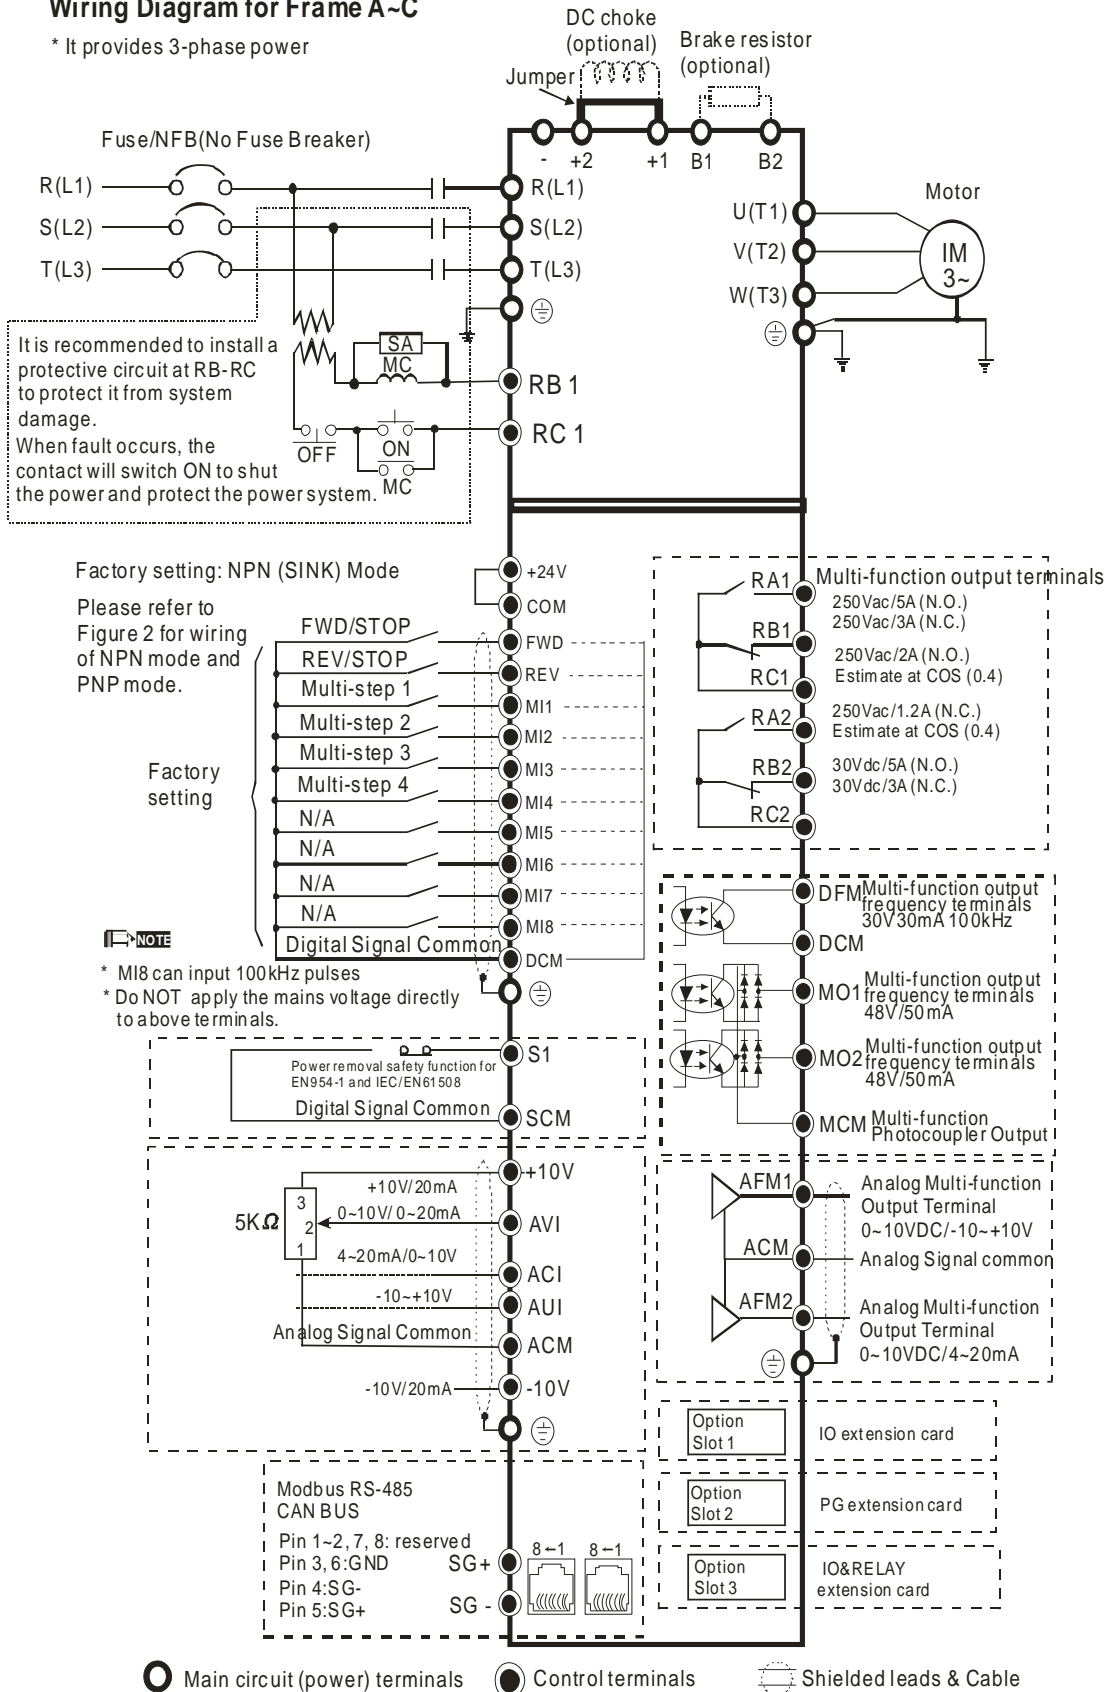 Wiring Diagram for Frame A~C
* It provides 3-phase power
DC choke
(optional)
Brake resistor
(optional)
Jumper
- +2 +1 B1 B2
Fuse/NFB(No Fuse Breaker)
R(L1)
S(L2)
T(L3)
R(L1)
S(L2)
T(L3)
U(T1)
V(T2)
W(T3)
Motor
IM
3~
It is recommended to install a
protective circuit at RB-RC
to protect it from system
damage.
When fault occurs, the
contact will switch ON to shut
the power and protect the power system.
SA
MC
OFF
ON
MC
RB 1
RC 1
Factory setting: NPN (SINK) Mode
Please refer to
Figure 2 for wiring
of NPN mode and
PNP mode.
Factory
setting
+24V
COM
FWD/STOP FWD
REV/STOP REV
Multi-step 1 MI1
Multi-step 2 MI2
Multi-step 3 MI3
Multi-step 4 MI4
N/A MI5
N/A MI6
N/A MI7
N/A MI8
Digital Signal Common DCM
NOTE
* MI8 can input 100kHz pulses
* Do NOT apply the mains voltage directly
to above terminals.
RA1 Multi-function output terminals
250Vac/5A (N.O.)
250Vac/3A (N.C.)
RB1
250Vac/2A (N.O.)
Estimate at COS (0.4)
RC1
250Vac/1.2A (N.C.)
Estimate at COS (0.4)
RA2
RB2
30Vdc/5A (N.O.)
30Vdc/3A (N.C.)
RC2
DFM Multi-function output
frequency terminals
30V30mA 100kHz
DCM
MO1 Multi-function output
frequency terminals
48V/50mA
MO2 Multi-function output
frequency terminals
48V/50mA
MCM Multi-function
Photocoupler Output
S1
Power removal safety function for
EN954-1 and IEC/EN61508
Digital Signal Common SCM
+10V
+10V/20mA
5KΩ
3
2
1
0~10V/0~20mA AVI
4~20mA/0~10V ACI
-10~+10V AUI
Analog Signal Common ACM
-10V/20mA -10V
AFM1 Analog Multi-function
Output Terminal
0~10VDC/-10~+10V
ACM Analog Signal common
AFM2 Analog Multi-function
Output Terminal
0~10VDC/4~20mA
Option
Slot 1
IO extension card
Option
Slot 2
PG extension card
Option
Slot 3
IO&RELAY
extension card
Modbus RS-485
CAN BUS
Pin 1~2, 7, 8: reserved
Pin 3, 6:GND
Pin 4:SG-
Pin 5:SG+
SG+
SG -
8←1 8←1
Main circuit (power) terminals Control terminals Shielded leads & Cable